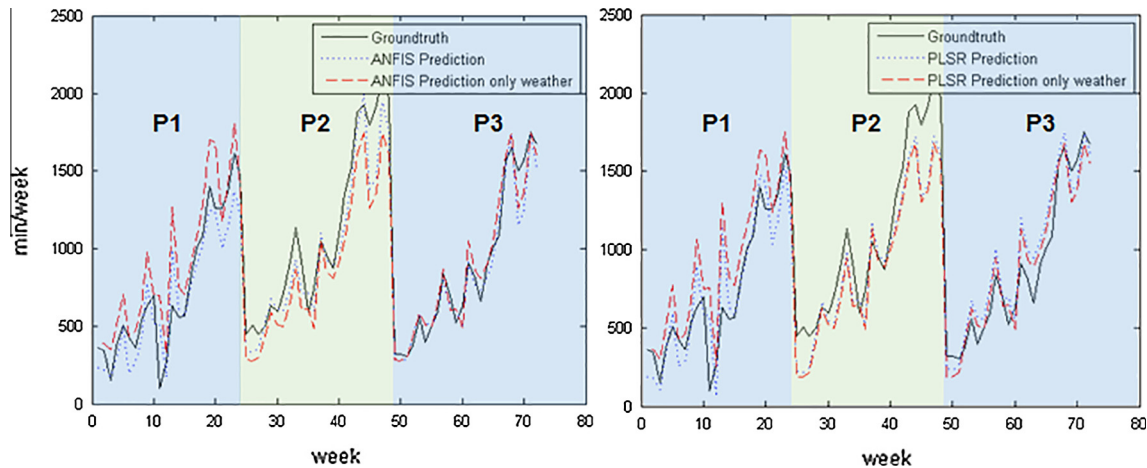 2500
2000
1500
1000
500
0
min/week
Groundtruth
ANFIS Prediction
ANFIS Prediction only weather
P1
P2
P3
0 10 20 30 40 50 60 70 80
week
2500
2000
1500
1000
500
0
Groundtruth
PLSR Prediction
PLSR Prediction only weather
P1
P2
P3
0 10 20 30 40 50 60 70 80
week